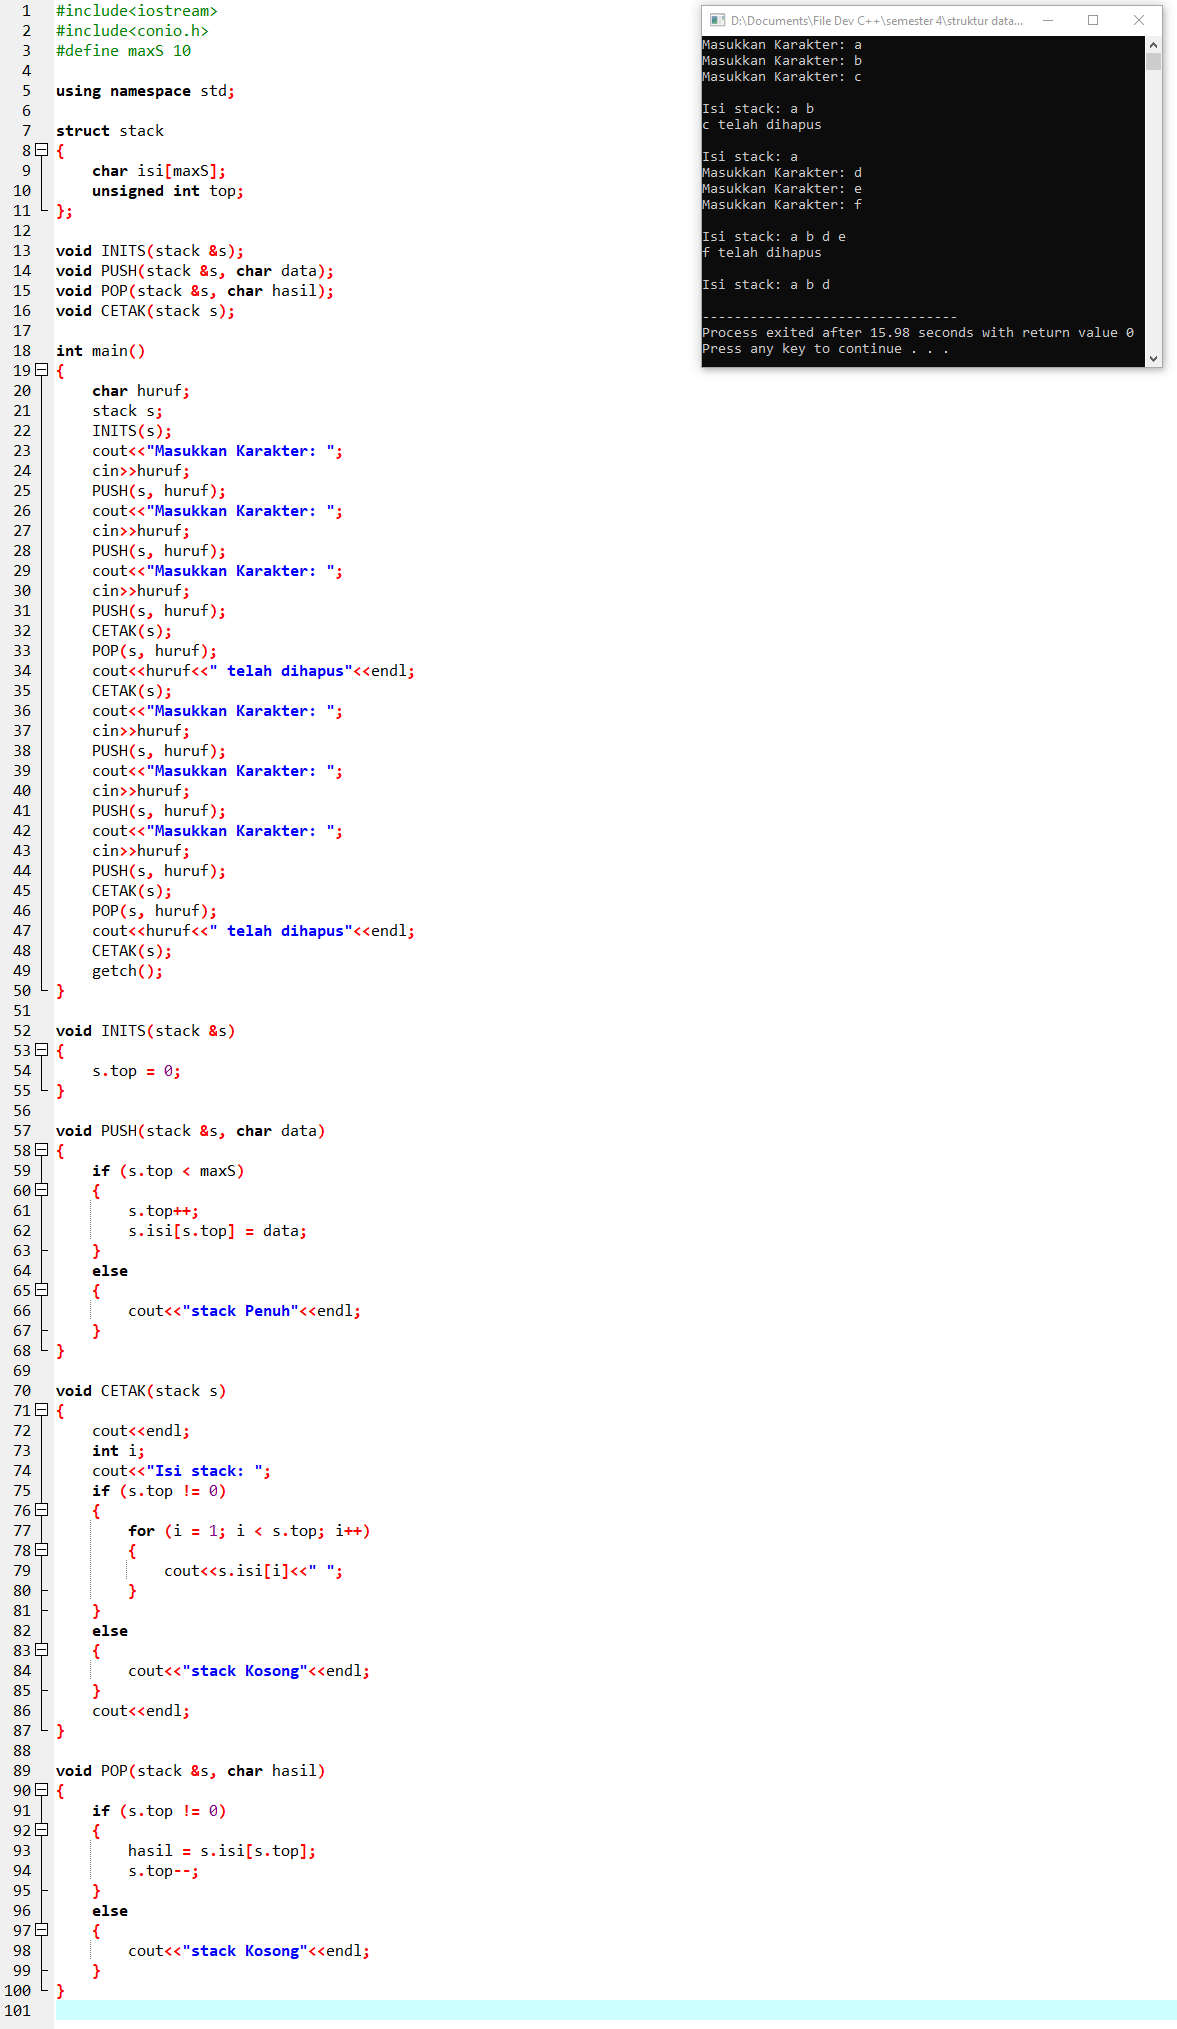 1 #include<iostream>
2 #include<conio.h>
3 #define maxS 10
4
5 using namespace std;
6
7 struct stack
8 {
9 char isi[maxS];
10 unsigned int top;
11 };
12
13 void INITS(stack &s);
14 void PUSH(stack &s, char data);
15 void POP(stack &s, char hasil);
16 void CETAK(stack s);
17
18 int main()
19 {
20 char huruf;
21 stack s;
22 INITS(s);
23 cout<<"Masukkan Karakter: ";
24 cin>>huruf;
25 PUSH(s, huruf);
26 cout<<"Masukkan Karakter: ";
27 cin>>huruf;
28 PUSH(s, huruf);
29 cout<<"Masukkan Karakter: ";
30 cin>>huruf;
31 PUSH(s, huruf);
32 CETAK(s);
33 POP(s, huruf);
34 cout<<huruf<<" telah dihapus"<<endl;
35 CETAK(s);
36 cout<<"Masukkan Karakter: ";
37 cin>>huruf;
38 PUSH(s, huruf);
39 cout<<"Masukkan Karakter: ";
40 cin>>huruf;
41 PUSH(s, huruf);
42 cout<<"Masukkan Karakter: ";
43 cin>>huruf;
44 PUSH(s, huruf);
45 CETAK(s);
46 POP(s, huruf);
47 cout<<huruf<<" telah dihapus"<<endl;
48 CETAK(s);
49 getch();
50 }
51
52 void INITS(stack &s)
53 {
54 s.top = 0;
55 }
56
57 void PUSH(stack &s, char data)
58 {
59 if (s.top < maxS)
60 {
61 s.top++;
62 s.isi[s.top] = data;
63 }
64 else
65 {
66 cout<<"stack Penuh"<<endl;
67 }
68 }
69
70 void CETAK(stack s)
71 {
72 cout<<endl;
73 int i;
74 cout<<"Isi stack: ";
75 if (s.top != 0)
76 {
77 for (i = 1; i < s.top; i++)
78 {
79 cout<<s.isi[i]<<" ";
80 }
81 }
82 else
83 {
84 cout<<"stack Kosong"<<endl;
85 }
86 cout<<endl;
87 }
88
89 void POP(stack &s, char hasil)
90 {
91 if (s.top != 0)
92 {
93 hasil = s.isi[s.top];
94 s.top--;
95 }
96 else
97 {
98 cout<<"stack Kosong"<<endl;
99 }
100 }
101
D:\Documents\File Dev C++\semester 4\struktur data...
Masukkan Karakter: a
Masukkan Karakter: b
Masukkan Karakter: c

Isi stack: a b
c telah dihapus

Isi stack: a
Masukkan Karakter: d
Masukkan Karakter: e
Masukkan Karakter: f

Isi stack: a b d e
f telah dihapus

Isi stack: a b d

--------------------------------
Process exited after 15.98 seconds with return value 0
Press any key to continue . . .